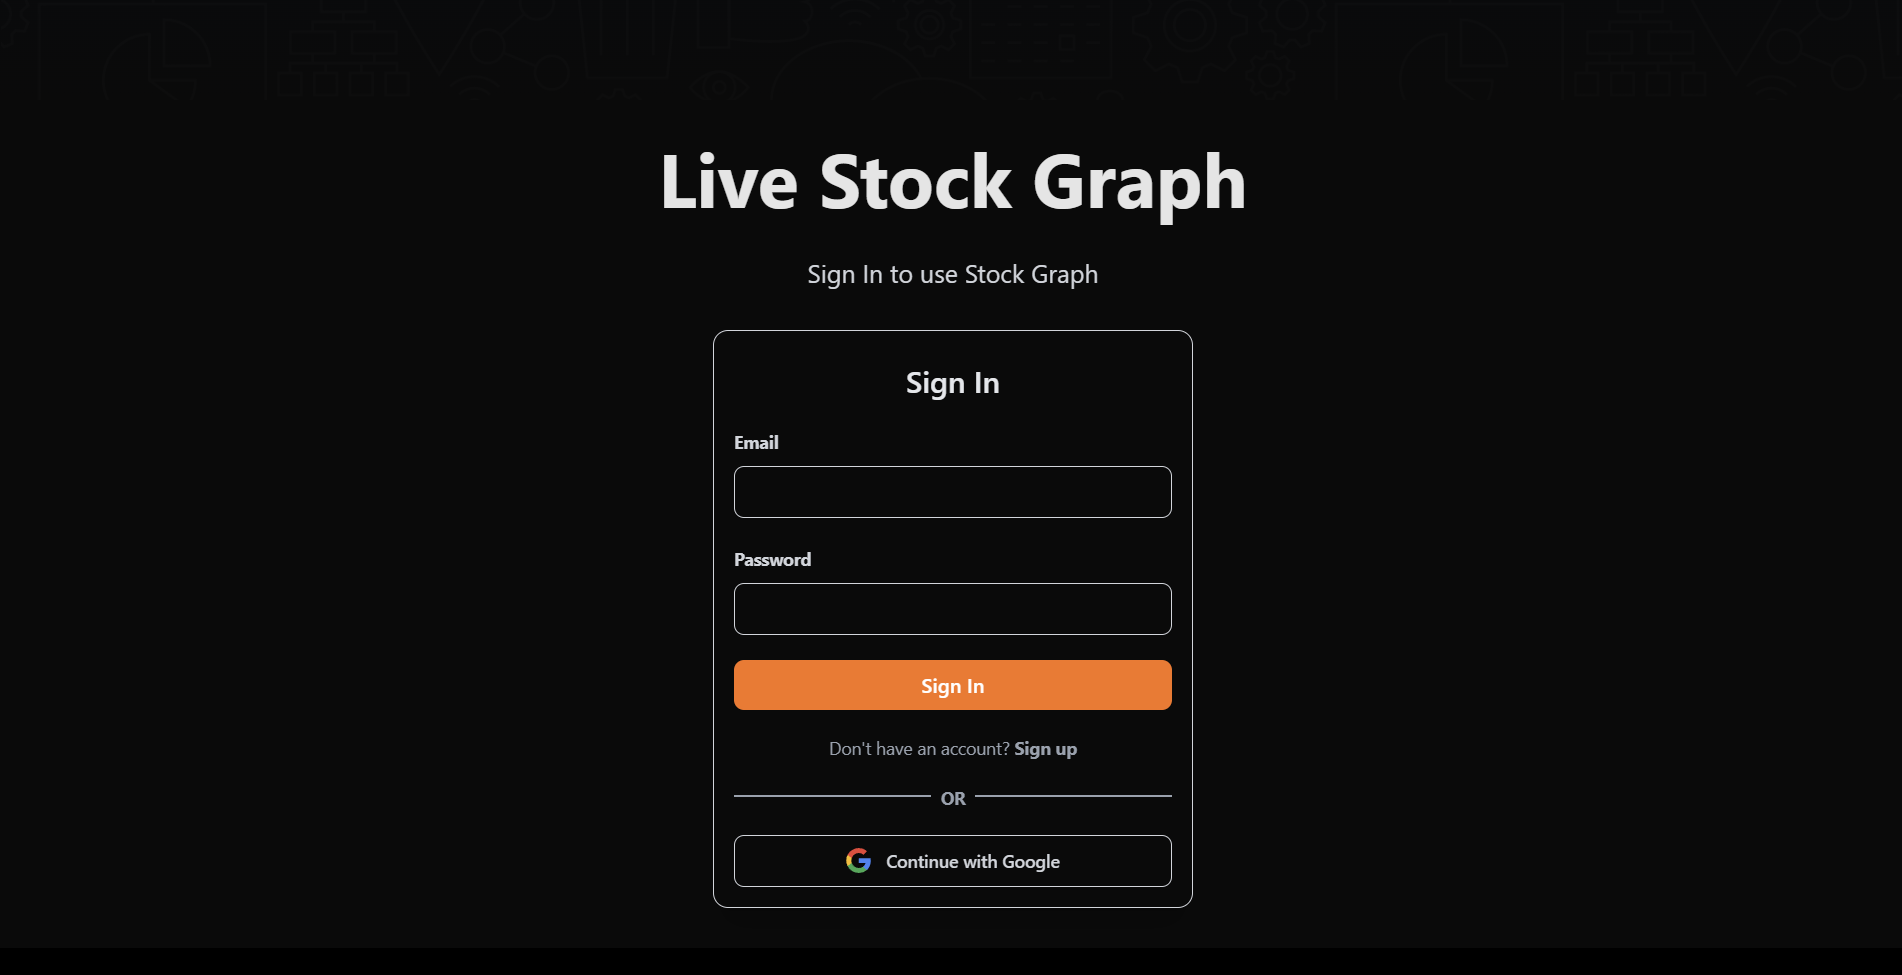 Live Stock Graph
Sign In to use Stock Graph
Sign In
Email
Password
Sign In
Don't have an account? Sign up
OR
Continue with Google